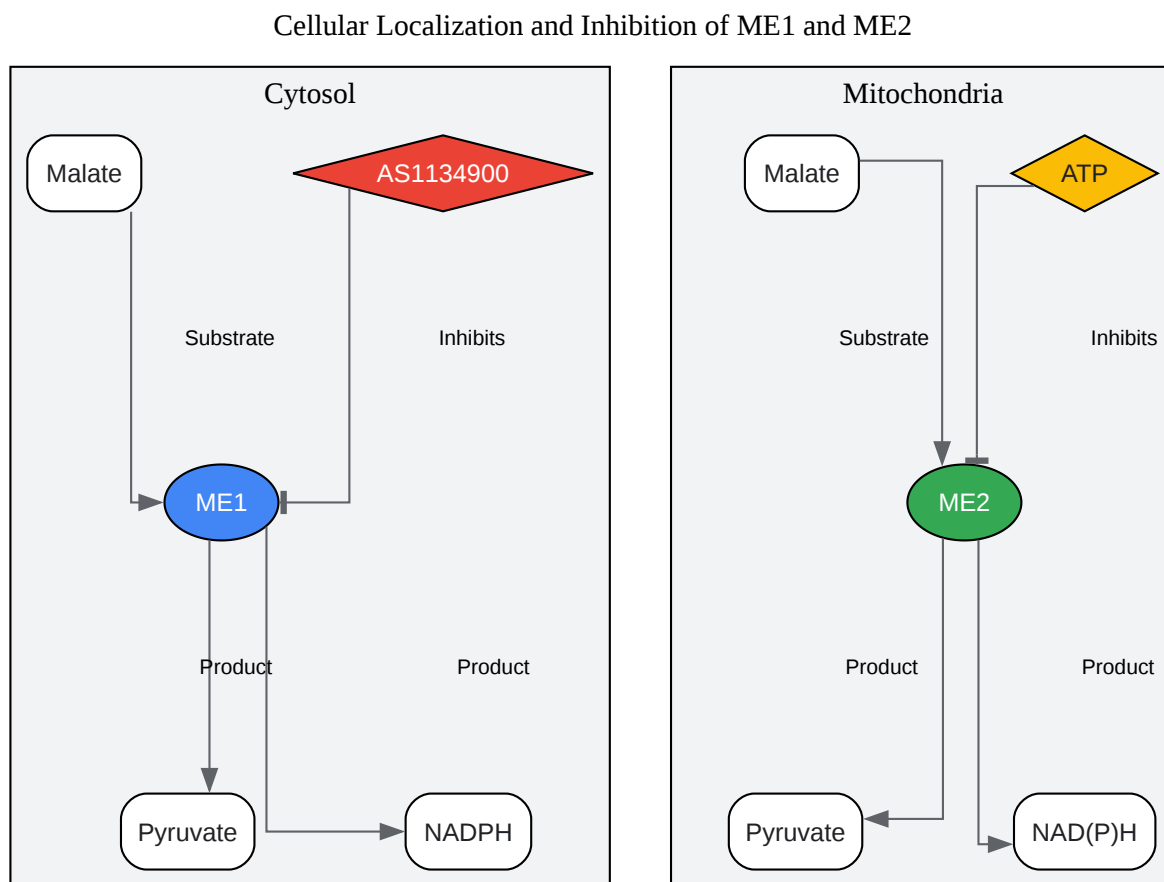 Cellular Localization and Inhibition of ME1 and ME2
Cytosol
Malate
AS1134900
Substrate
Inhibits
ME1
Product
Product
Pyruvate
NADPH
Mitochondria
Malate
ATP
Substrate
Inhibits
ME2
Product
Product
Pyruvate
NAD(P)H